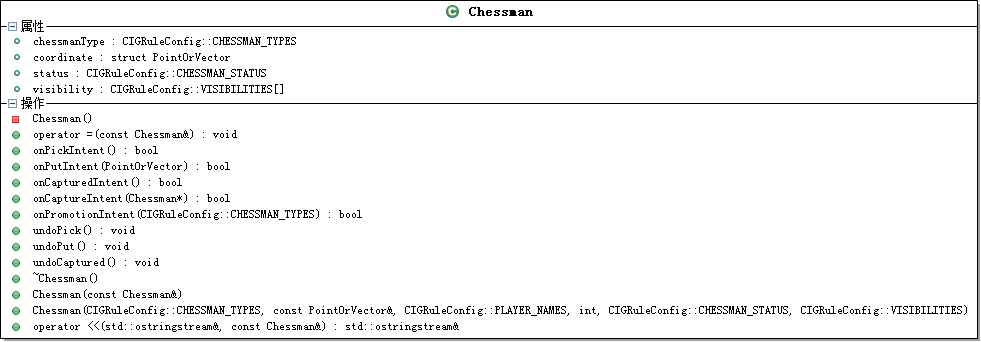 Chessman
属性
chessmanType : CIGRuleConfig::CHESSMAN_TYPES
coordinate : struct PointOrVector
status : CIGRuleConfig::CHESSMAN_STATUS
visibility : CIGRuleConfig::VISIBILITIES[]
操作
Chessman()
operator =(const Chessman&) : void
onPickIntent() : bool
onPutIntent(PointOrVector) : bool
onCapturedIntent() : bool
onCaptureIntent(Chessman*) : bool
onPromotionIntent(CIGRuleConfig::CHESSMAN_TYPES) : bool
undoPick() : void
undoPut() : void
undoCaptured() : void
~Chessman()
Chessman(const Chessman&)
Chessman(CIGRuleConfig::CHESSMAN_TYPES, const PointOrVector&, CIGRuleConfig::PLAYER_NAMES, int, CIGRuleConfig::CHESSMAN_STATUS, CIGRuleConfig::VISIBILITIES)
operator <<(std::ostringstream&, const Chessman&) : std::ostringstream&